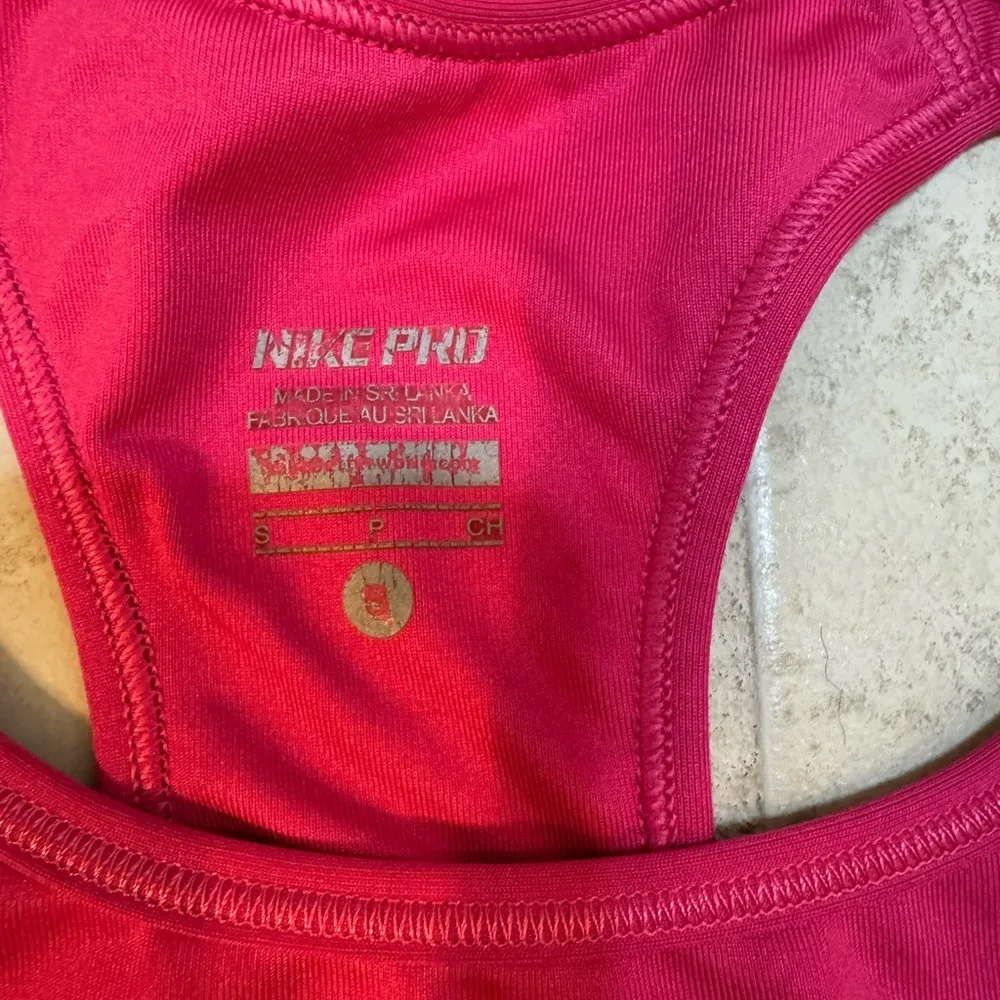 NIKE PRO
MADE IN SRI LANKA
FABRIQUE AU SRI LANKA
S P CH
S